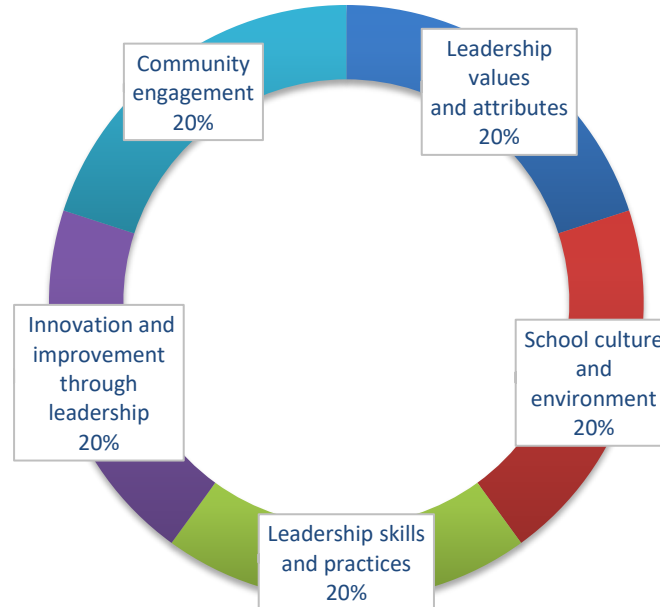 Community
engagement
20%
Leadership
values
and attributes
20%
Innovation and
improvement
through
leadership
20%
School culture
and
environment
20%
Leadership skills
and practices
20%